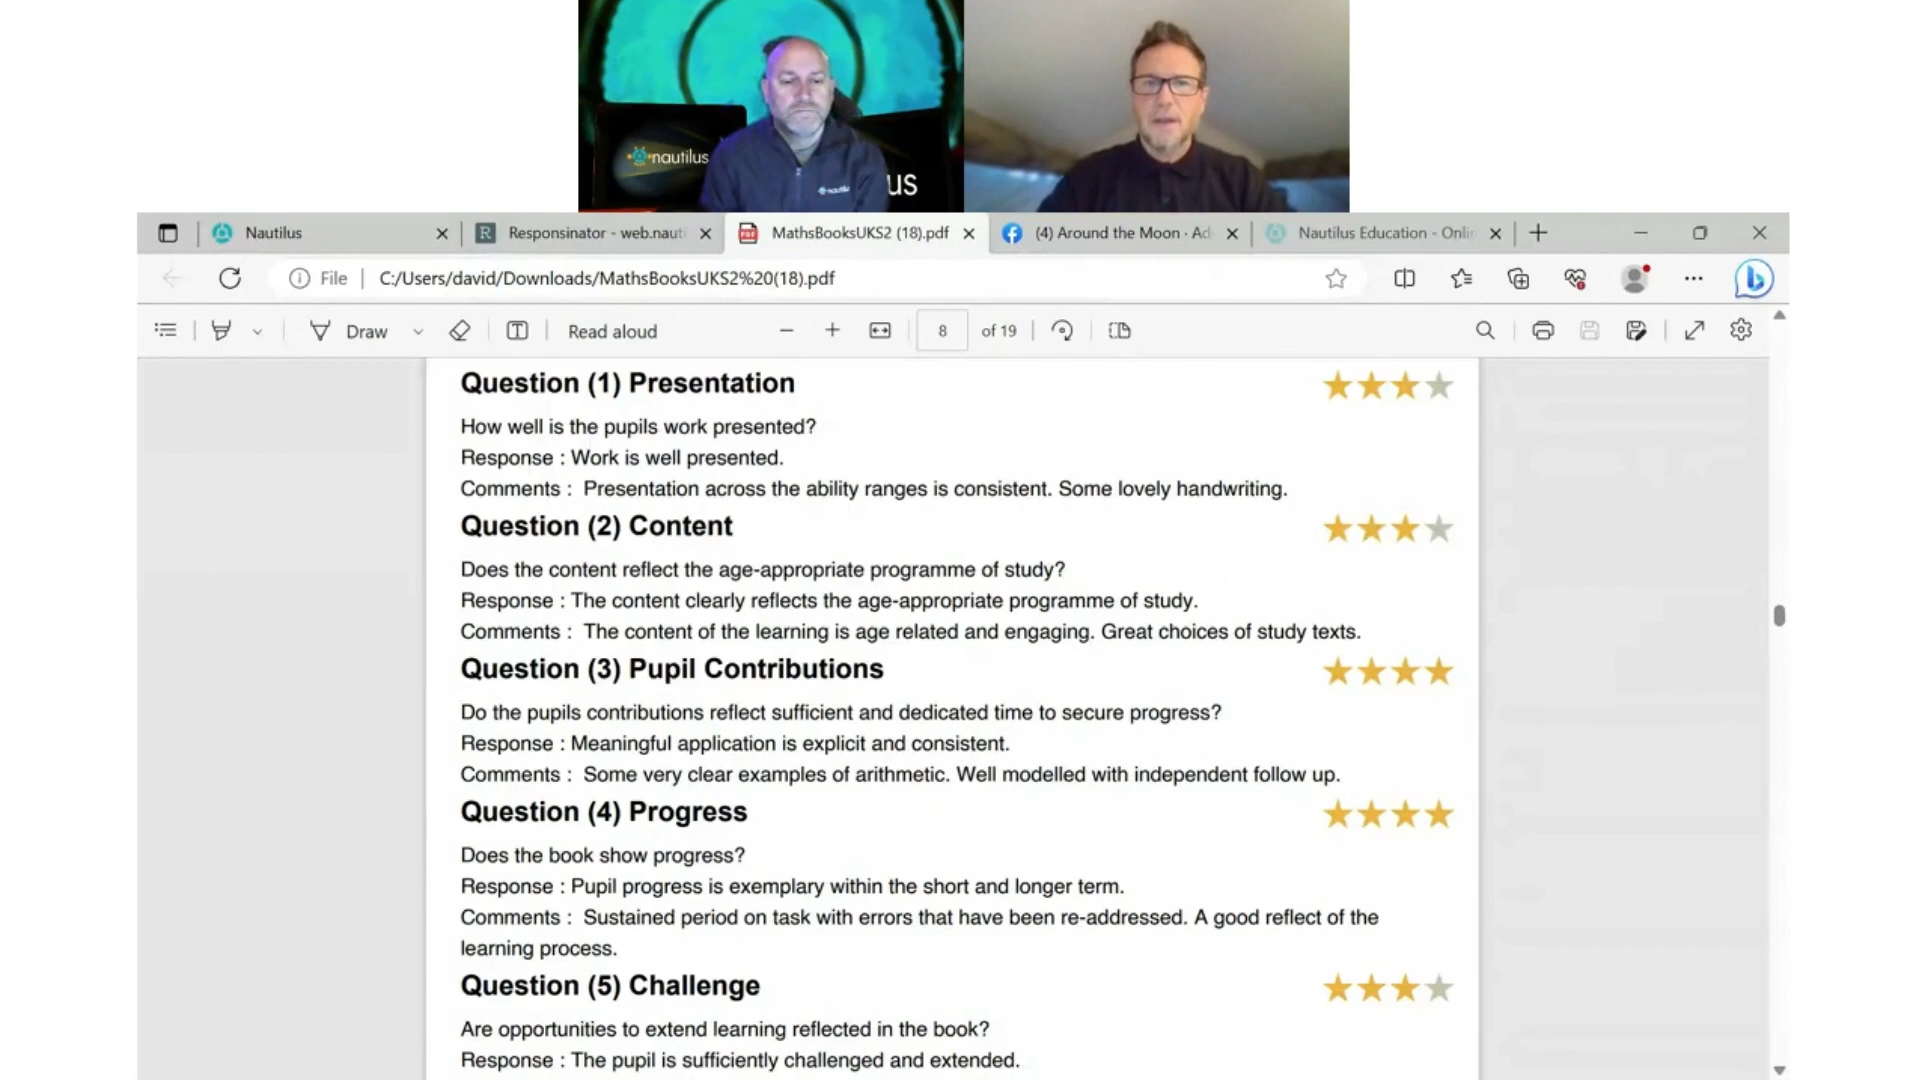 nautilus
us
nautilus
Nautilus
Responsinator - web.nauti
MathsBooksUKS2 (18).pdf
(4) Around the Moon · Ad
Nautilus Education - Onlin
File
C:/Users/david/Downloads/MathsBooksUKS2%20(18).pdf
Draw
Read aloud
8
of 19
Question (1) Presentation
How well is the pupils work presented?
Response : Work is well presented.
Comments : Presentation across the ability ranges is consistent. Some lovely handwriting.
Question (2) Content
Does the content reflect the age-appropriate programme of study?
Response : The content clearly reflects the age-appropriate programme of study.
Comments : The content of the learning is age related and engaging. Great choices of study texts.
Question (3) Pupil Contributions
Do the pupils contributions reflect sufficient and dedicated time to secure progress?
Response : Meaningful application is explicit and consistent.
Comments : Some very clear examples of arithmetic. Well modelled with independent follow up.
Question (4) Progress
Does the book show progress?
Response : Pupil progress is exemplary within the short and longer term.
Comments : Sustained period on task with errors that have been re-addressed. A good reflect of the
learning process.
Question (5) Challenge
Are opportunities to extend learning reflected in the book?
Response : The pupil is sufficiently challenged and extended.